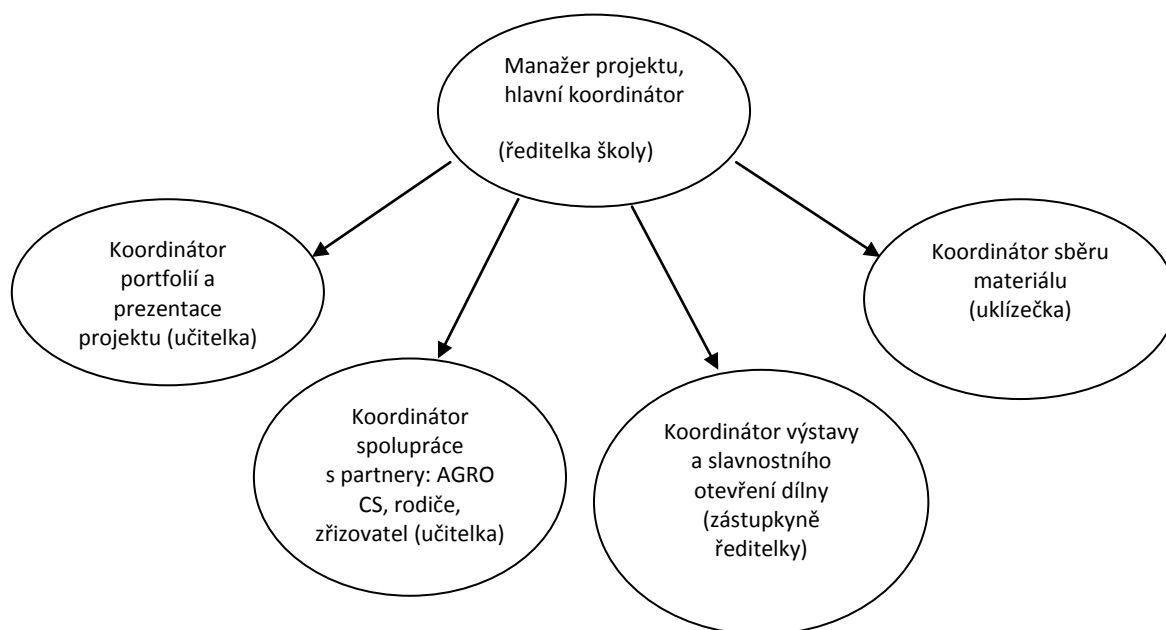 Manažer projektu,
hlavní koordinátor
(ředitelka školy)
Koordinátor
portfolií a
prezentace
projektu (učitelka)
Koordinátor
spolupráce
s partnery: AGRO
CS, rodiče,
zřizovatel (učitelka)
Koordinátor výstavy
a slavnostního
otevření dílny
(zástupkyně
ředitelky)
Koordinátor sběru
materiálu
(uklízečka)